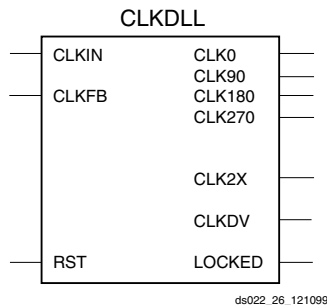 CLKDLL
CLKIN CLK0
CLK90
CLKFB CLK180
CLK270
CLK2X
CLKDV
RST LOCKED
ds022_26_121099